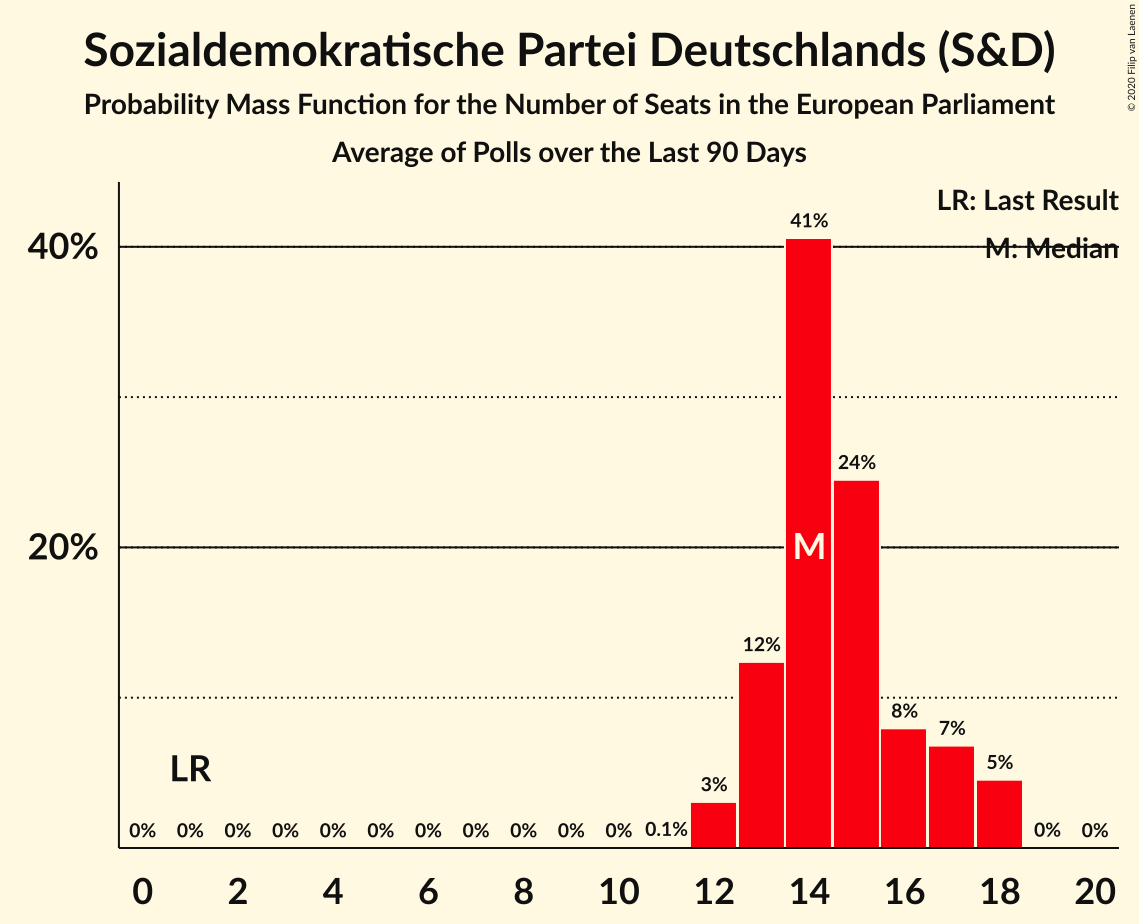 Sozialdemokratische Partei Deutschlands (S&D)
Probability Mass Function for the Number of Seats in the European Parliament
Average of Polls over the Last 90 Days
© 2020 Filip van Laenen
LR: Last Result
M: Median
40%
20%
41%
24%
M
12%
8%
7%
5%
3%
LR
0% 0% 0% 0% 0% 0% 0% 0% 0% 0% 0% 0.1% 0% 0%
0 2 4 6 8 10 12 14 16 18 20